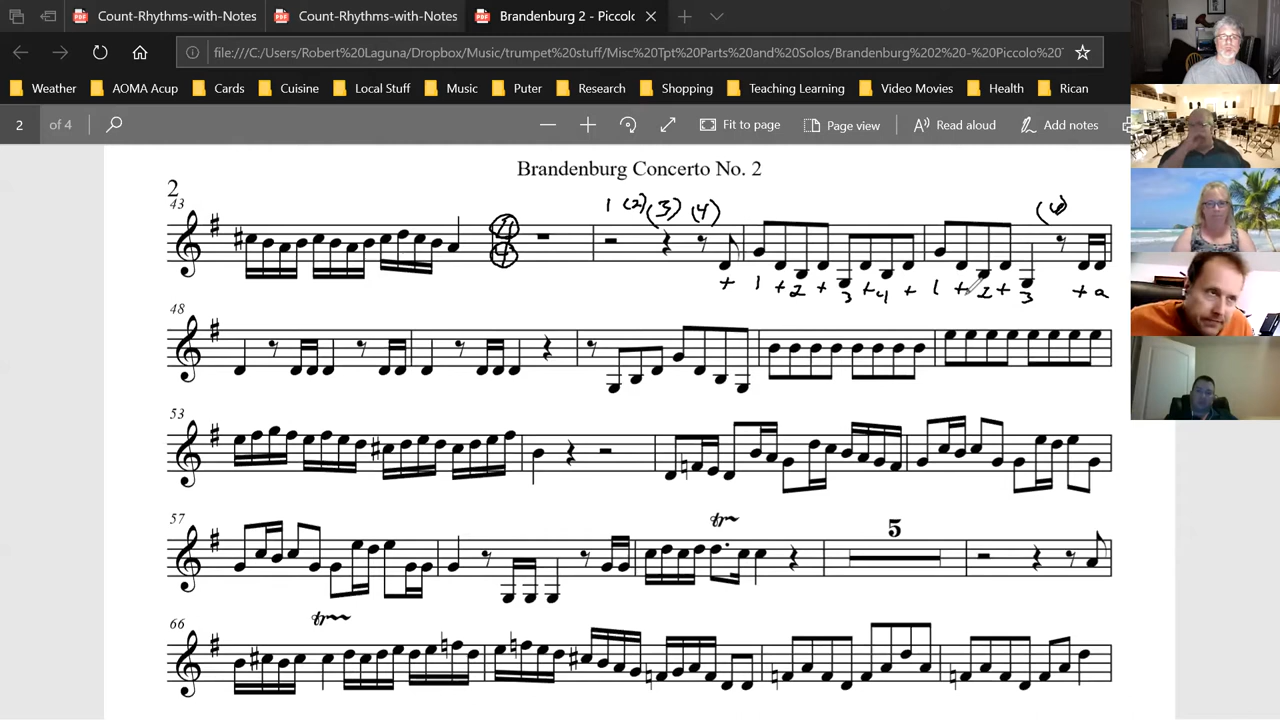 Count-Rhythms-with-Notes
Count-Rhythms-with-Notes
Brandenburg 2 - Piccolo
file:///C:/Users/Robert%20Laguna/Dropbox/Music/trumpet%20stuff/Misc%20Tpt%20Parts%20and%20Solos/Brandenburg%202%20-%20Piccolo%20
Weather AOMA Acup Cards Cuisine Local Stuff Music Puter Research Shopping Teaching Learning Video Movies Health Rican
2 of 4 Fit to page Page view Read aloud Add notes
Brandenburg Concerto No. 2
2
43
1 (2) (3) (4)
+ 1 + 2 + 3 + 4 + 1 + 2 + 3 + a
48
53
57
tr
5
tr
66